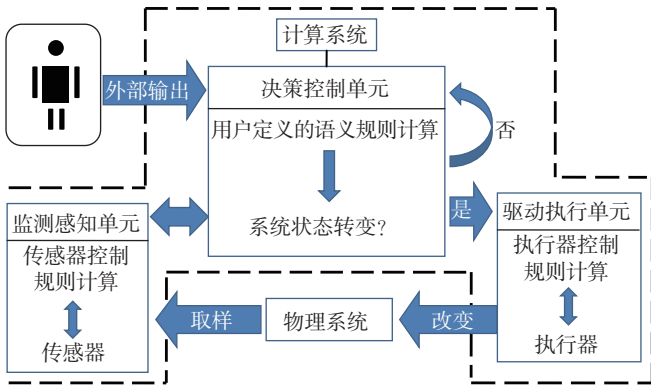 计算系统
外部输出
决策控制单元
用户定义的语义规则计算
否
系统状态转变?
是
监测感知单元
传感器控制
规则计算
传感器
驱动执行单元
执行器控制
规则计算
执行器
取样
物理系统
改变